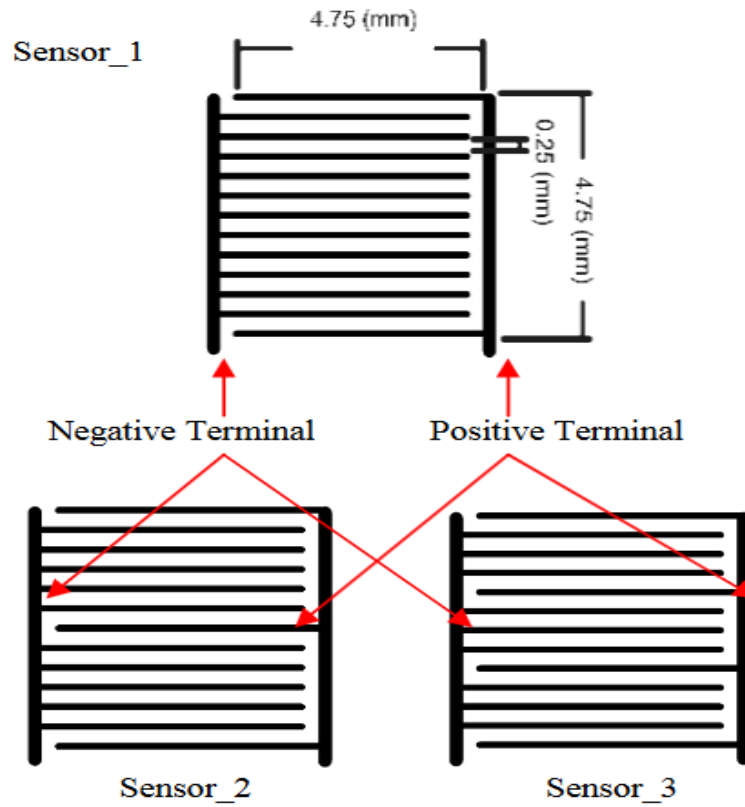 4.75 (mm)
Sensor_1
0.25 (mm)
4.75 (mm)
Negative Terminal
Positive Terminal
Sensor_2
Sensor_3